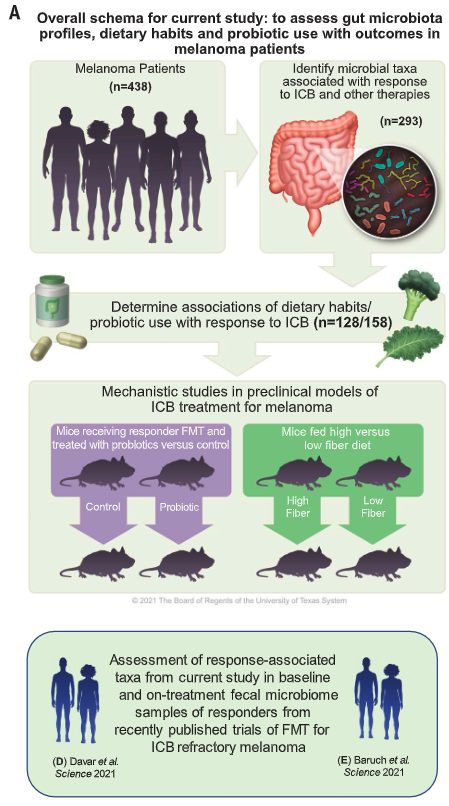 A
Overall schema for current study: to assess gut microbiota
profiles, dietary habits and probiotic use with outcomes in
melanoma patients
Melanoma Patients
(n=438)
Identify microbial taxa
associated with response
to ICB and other therapies
(n=293)
Determine associations of dietary habits/
probiotic use with response to ICB (n=128/158)
Mechanistic studies in preclinical models of
ICB treatment for melanoma
Mice receiving responder FMT and
treated with probiotics versus control
Control
Probiotic
Mice fed high versus
low fiber diet
High
Fiber
Low
Fiber
© 2021 The Board of Regents of the University of Texas System
Assessment of response-associated
taxa from current study in baseline
and on-treatment fecal microbiome
samples of responders from
recently published trials of FMT for
ICB refractory melanoma
(D) Davar et al.
Science 2021
(E) Baruch et al.
Science 2021